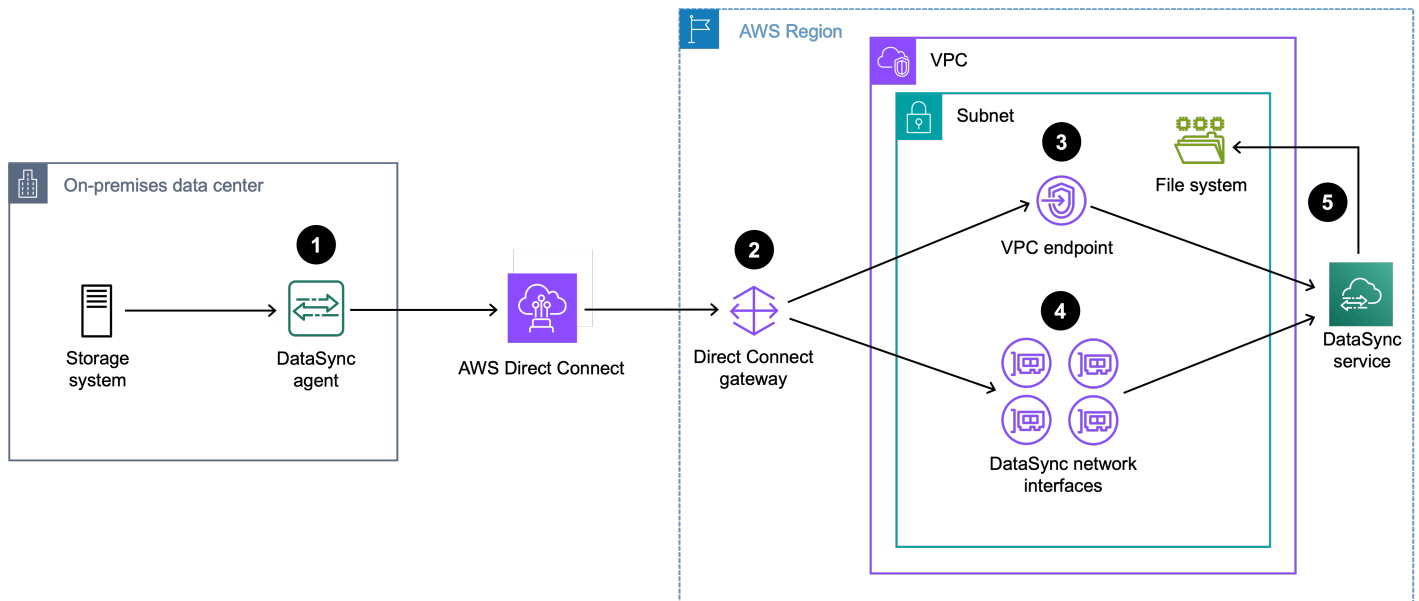 AWS Region
VPC
Subnet
3
File system
On-premises data center
5
1
2
VPC endpoint
4
Storage
system
DataSync
agent
AWS Direct Connect
Direct Connect
gateway
DataSync
service
DataSync network
interfaces